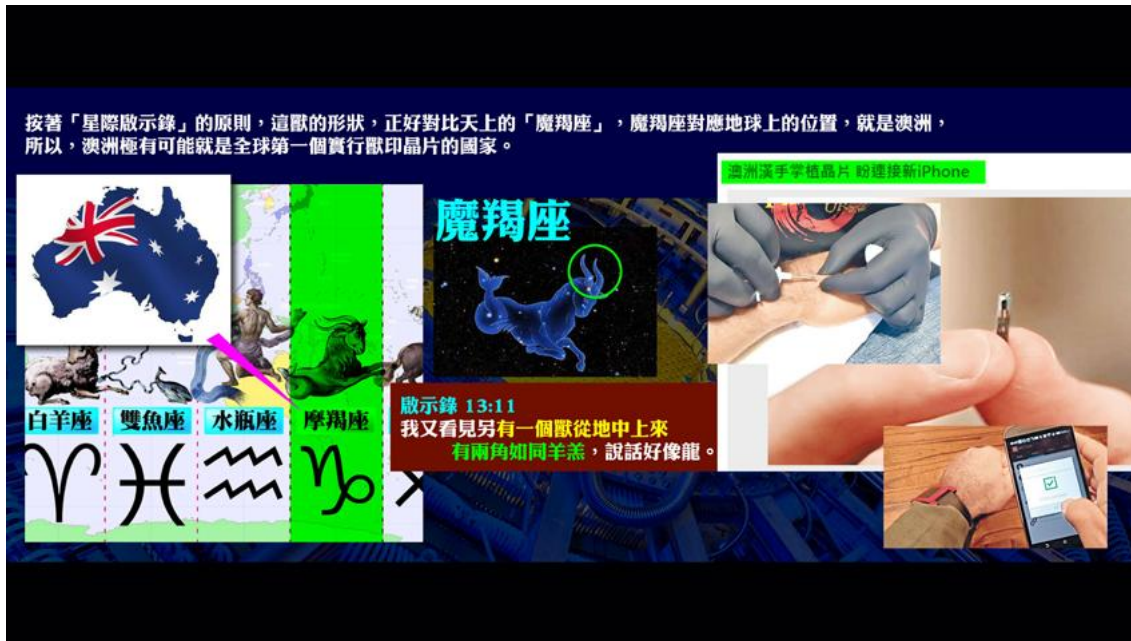 按著「星際啟示錄」的原則，這獸的形狀，正好對比天上的「魔羯座」，魔羯座對應地球上的位置，就是澳洲，
所以，澳洲極有可能就是全球第一個實行獸印晶片的國家。
澳洲漢手掌植晶片 盼連接新iPhone
魔羯座
白羊座
雙魚座
水瓶座
摩羯座
啟示錄 13:11
我又看見另有一個獸從地中上來
有兩角如同羊羔，說話好像龍。